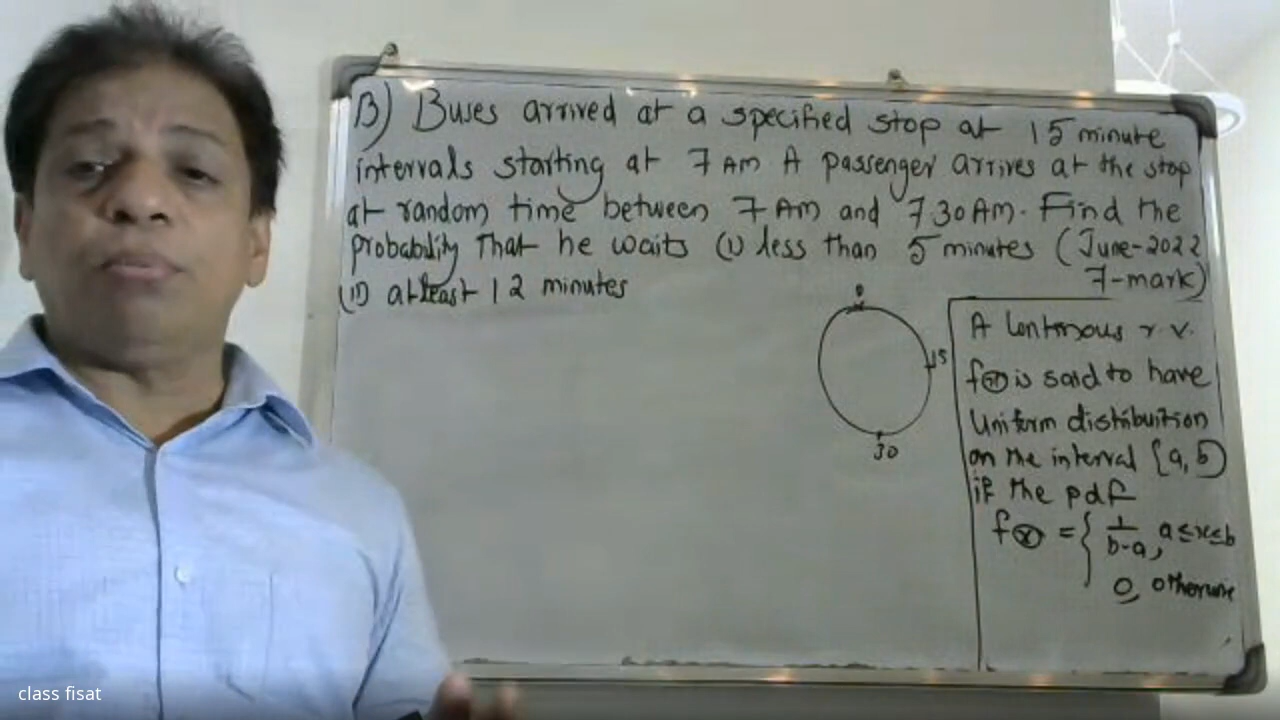 B) Buses arrived at a specified stop at 15 minute
intervals starting at 7 AM A passenger arrives at the stop
at random time between 7 AM and 7 30 AM. Find the
probability That he waits (i) less than 5 minutes (June-2022
7-mark)
(ii) atleast 12 minutes
0
15
30
A Continous r.v.
f(x) is said to have
Uniform distribuition
on the interval [a, b]
if the pdf
f(x) = { 1/b-a, a≤x≤b
0, otherwise
class fisat